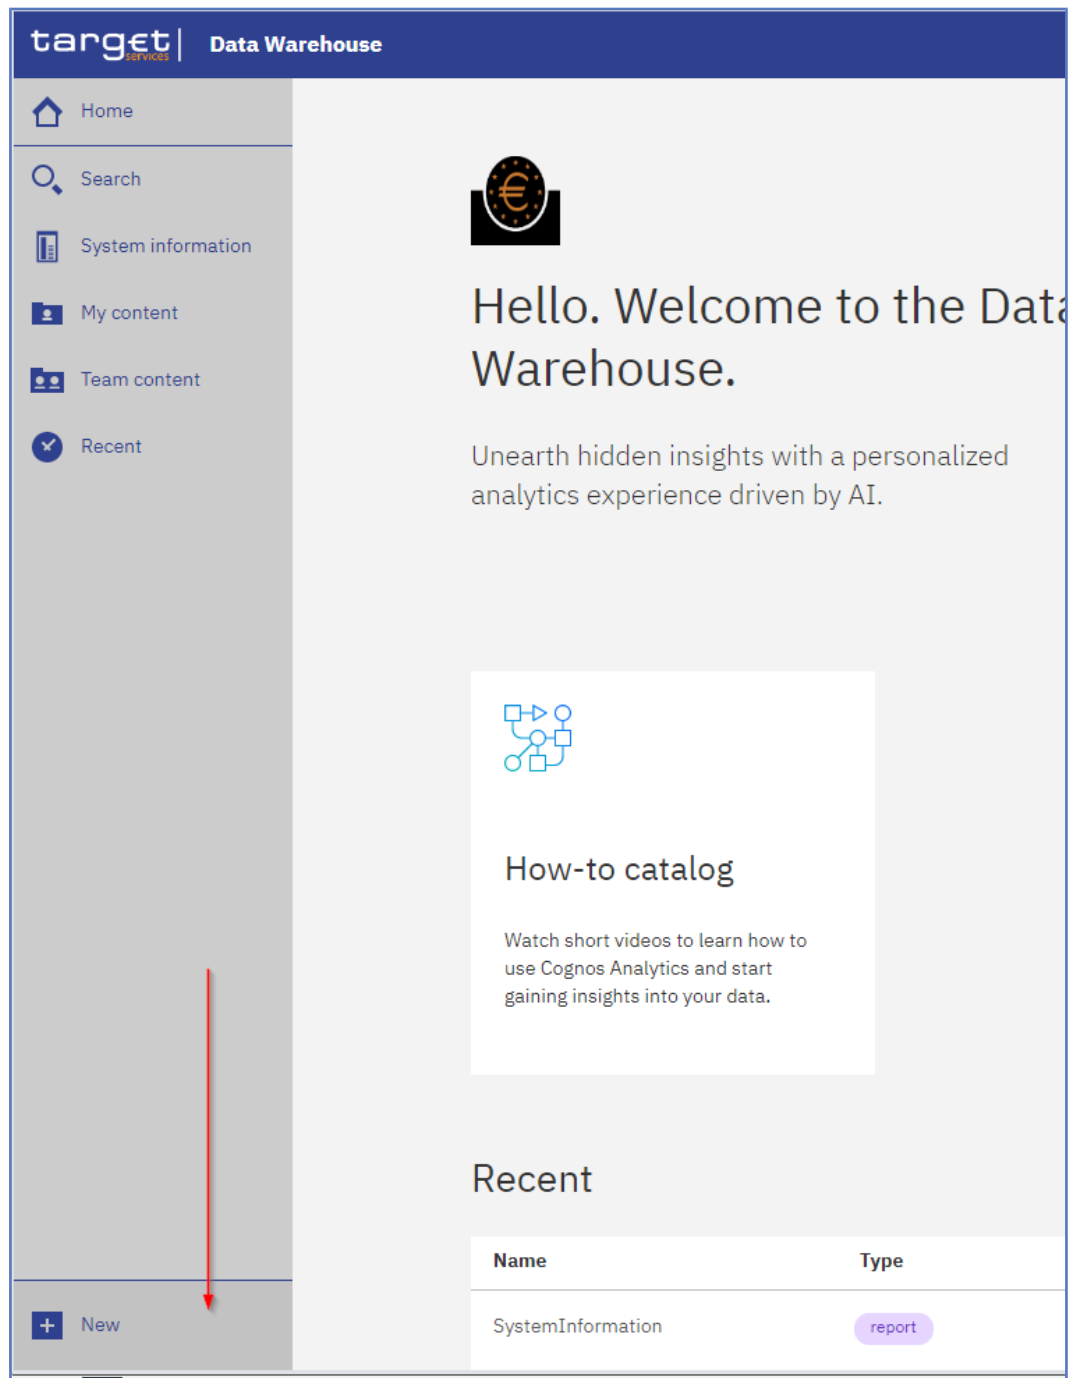 target services | Data Warehouse
Home
Search
System information
My content
Team content
Recent
New
€
Hello. Welcome to the Data
Warehouse.
Unearth hidden insights with a personalized
analytics experience driven by AI.
How-to catalog
Watch short videos to learn how to
use Cognos Analytics and start
gaining insights into your data.
Recent
Name Type
SystemInformation report